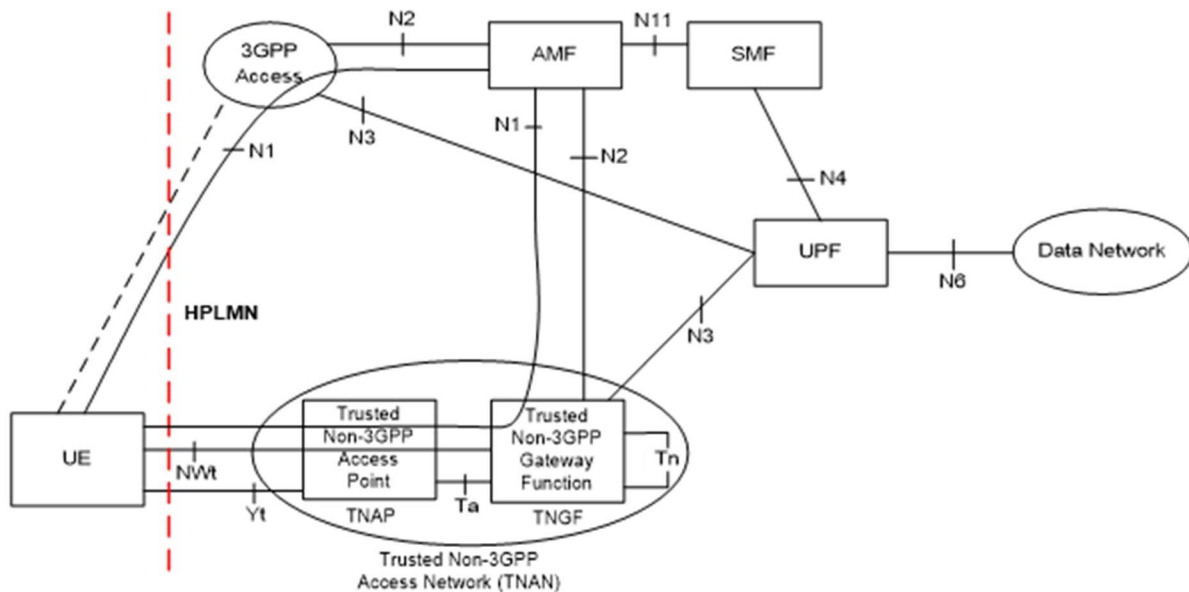 N2
N11
3GPP
Access
AMF
SMF
N3
N1
N1
N2
N4
UPF
Data Network
N6
HPLMN
N3
UE
Trusted
Non-3GPP
Access
Point
Trusted
Non-3GPP
Gateway
Function
Tn
NWt
Yt
Ta
TNAP
TNGF
Trusted Non-3GPP
Access Network (TNAN)